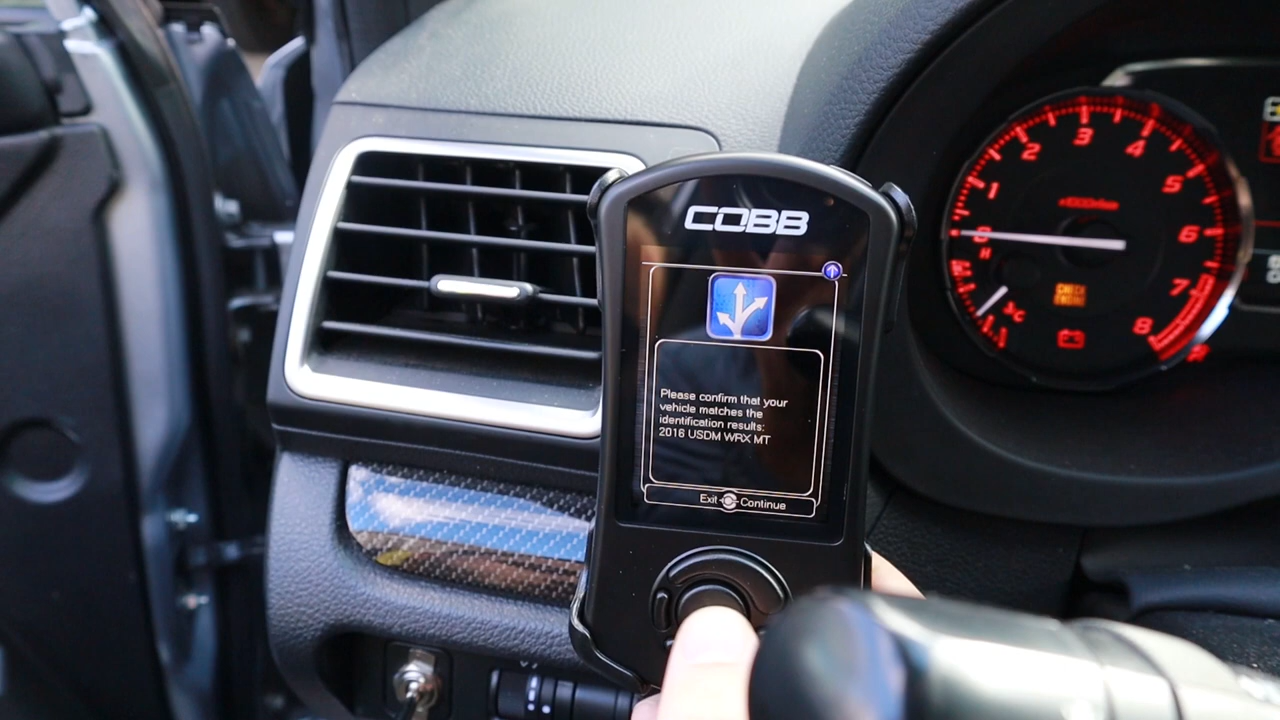 COBB
Please confirm that your
vehicle matches the
identification results:
2016 USDM WRX MT
Exit Continue
1
2
3
4
5
6
7
8
H
CHECK
ENGINE